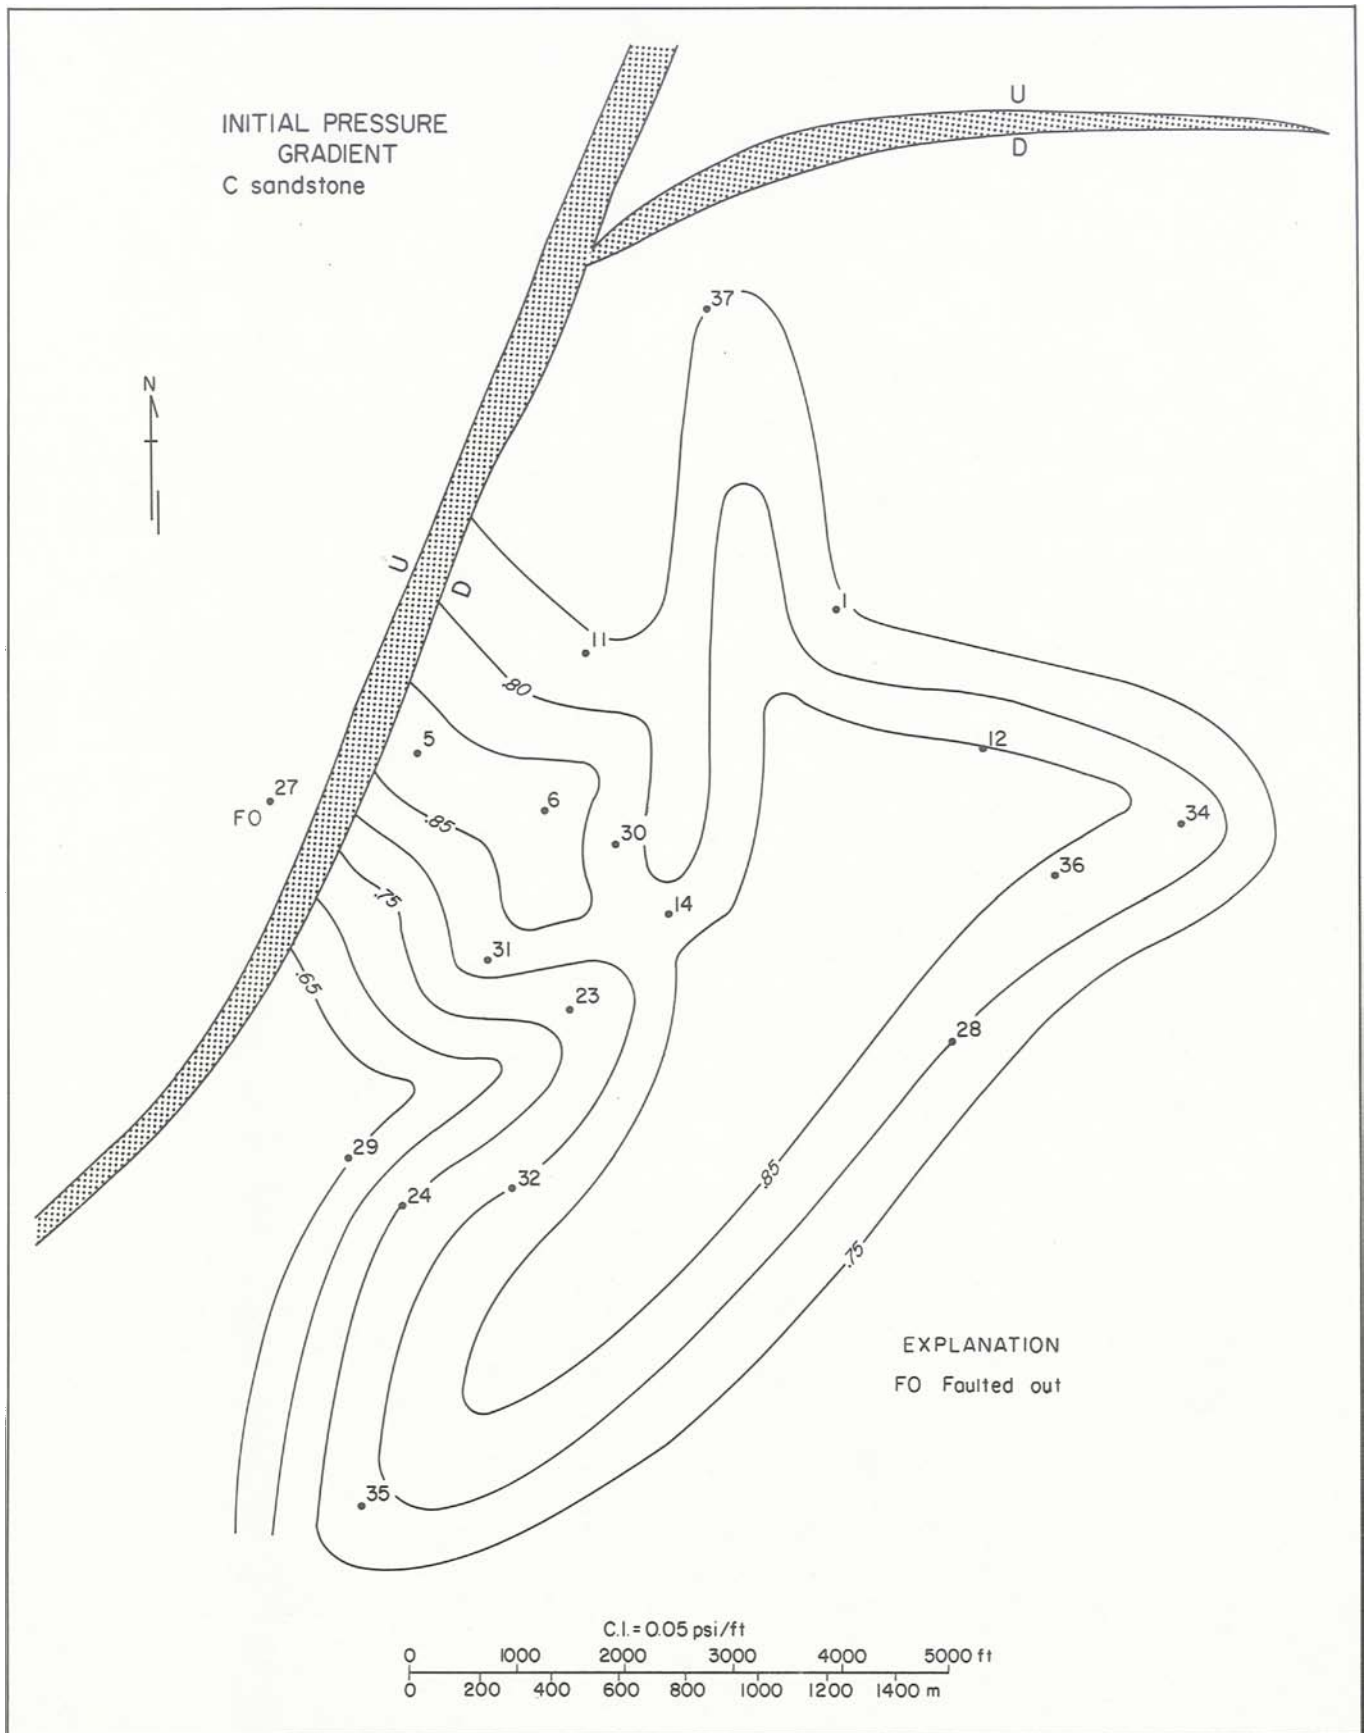 U
INITIAL PRESSURE
GRADIENT
C sandstone
D
37
N
U
D
1
11
.80
5
12
27
FO
6
.85
30
34
36
.75
14
31
.65
23
28
29
32
24
.85
.75
EXPLANATION
FO Faulted out
35
C.I. = 0.05 psi/ft
0 1000 2000 3000 4000 5000 ft
0 200 400 600 800 1000 1200 1400 m